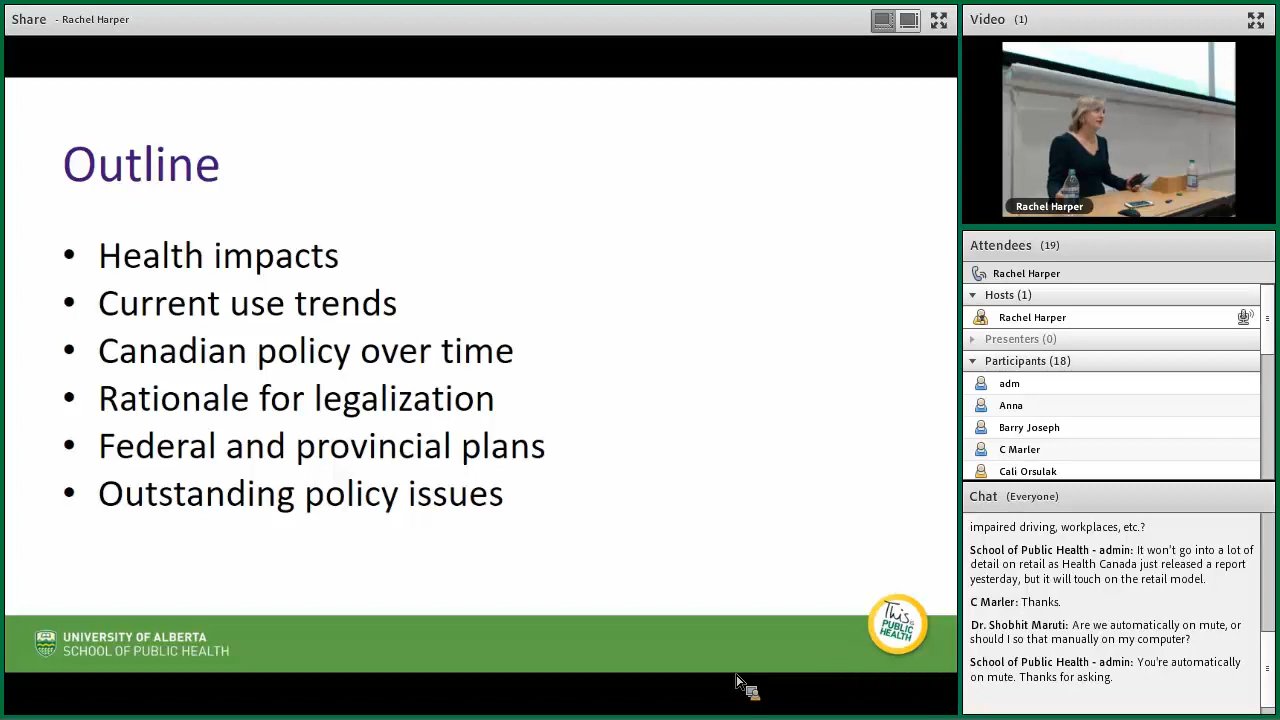 Share - Rachel Harper
Outline
• Health impacts
• Current use trends
• Canadian policy over time
• Rationale for legalization
• Federal and provincial plans
• Outstanding policy issues
UNIVERSITY OF ALBERTA
SCHOOL OF PUBLIC HEALTH
This is
PUBLIC
HEALTH
Video (1)
Rachel Harper
Attendees (19)
Rachel Harper
Hosts (1)
Rachel Harper
Presenters (0)
Participants (18)
adm
Anna
Barry Joseph
C Marler
Cali Orsulak
Chat (Everyone)
impaired driving, workplaces, etc.?
School of Public Health - admin: It won't go into a lot of
detail on retail as Health Canada just released a report
yesterday, but it will touch on the retail model.
C Marler: Thanks.
Dr. Shobhit Maruti: Are we automatically on mute, or
should I so that manually on my computer?
School of Public Health - admin: You're automatically
on mute. Thanks for asking.